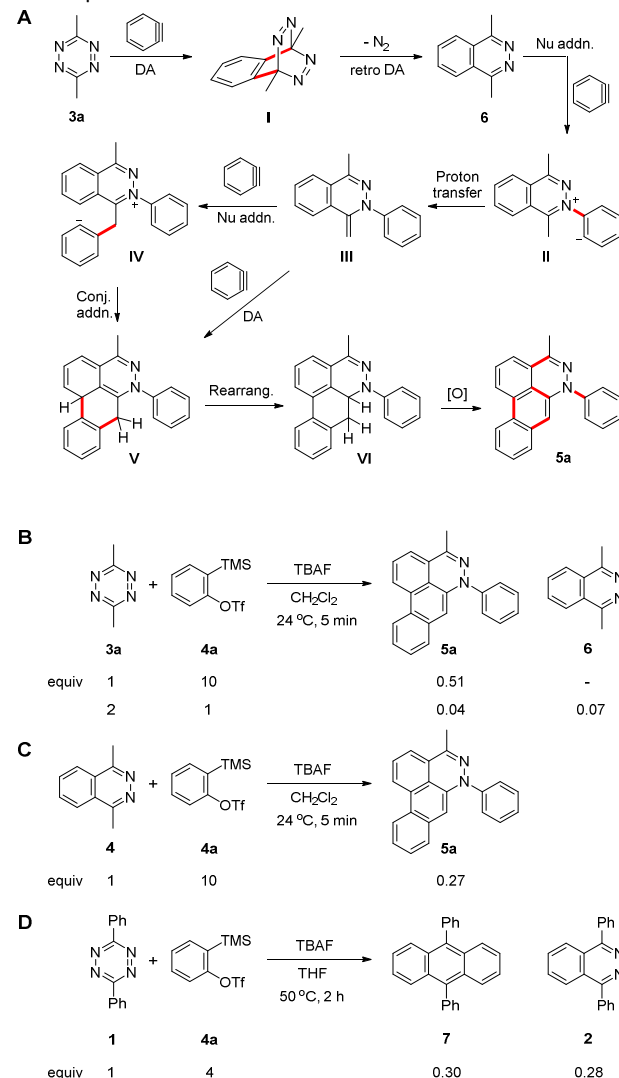 A
DA
3a
I
- N2
retro DA
6
Nu addn.
Proton
transfer
II
III
Nu addn.
IV
Conj.
addn.
DA
V
Rearrang.
VI
[O]
5a
B
N N
N N
+
TMS
OTf
TBAF
CH2Cl2
24 °C, 5 min
N
N
N
N
3a 4a 5a 6
equiv 1 10 0.51 -
2 1 0.04 0.07
C
N
N
+
TMS
OTf
TBAF
CH2Cl2
24 °C, 5 min
N
N
4 4a 5a
equiv 1 10 0.27
D
Ph
N N
N N
Ph
+
TMS
OTf
TBAF
THF
50 °C, 2 h
Ph
Ph
Ph
N
N
Ph
1 4a 7 2
equiv 1 4 0.30 0.28